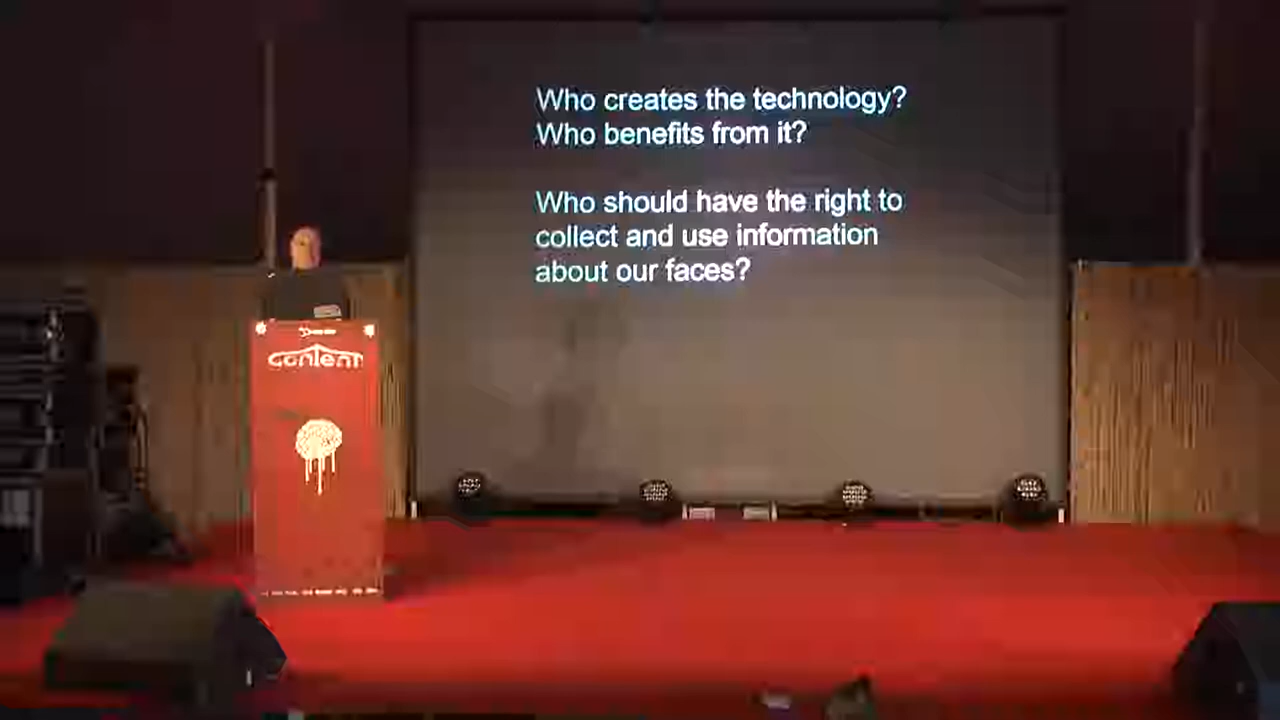 Who creates the technology?
Who benefits from it?
Who should have the right to
collect and use information
about our faces?
content